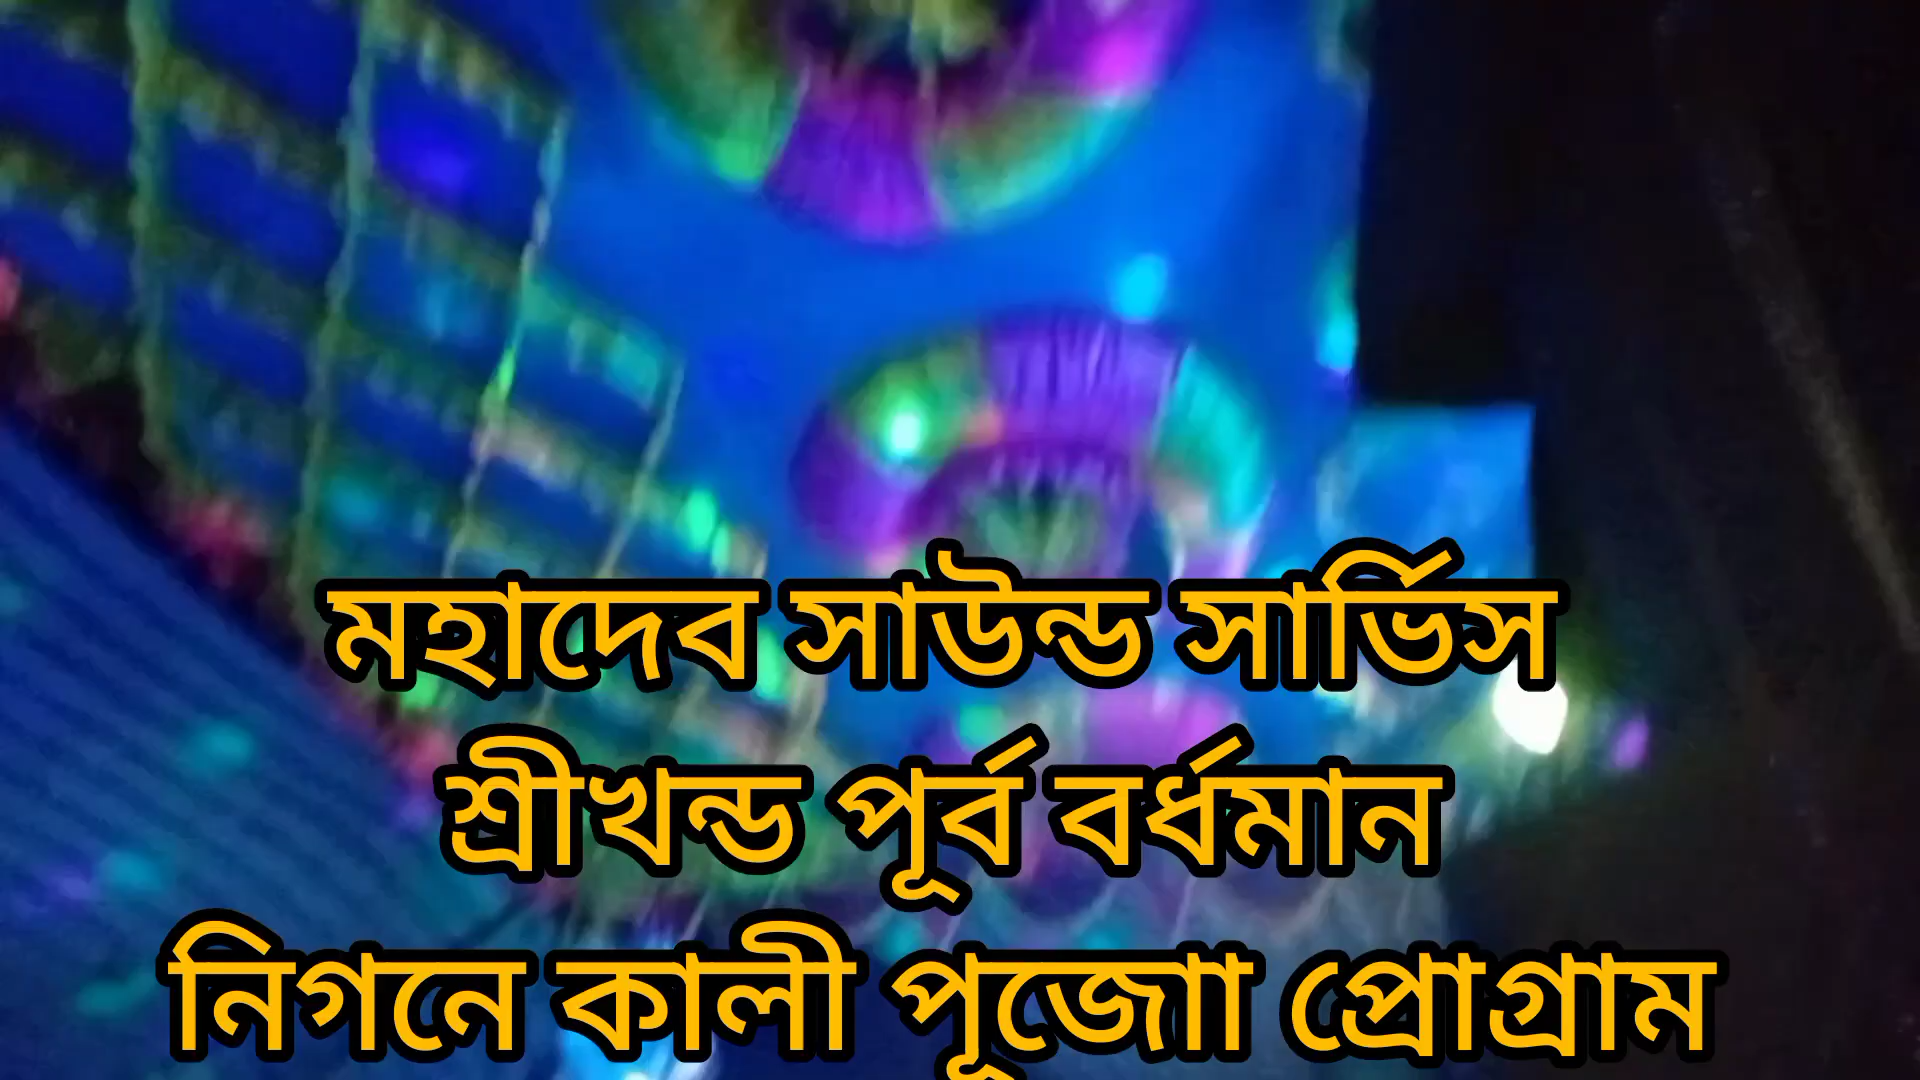 মহাদেব সাউন্ড সার্ভিস
শ্রীখন্ড পূর্ব বর্ধমান
নিগনে কালী পূজোা প্রোগ্রাম